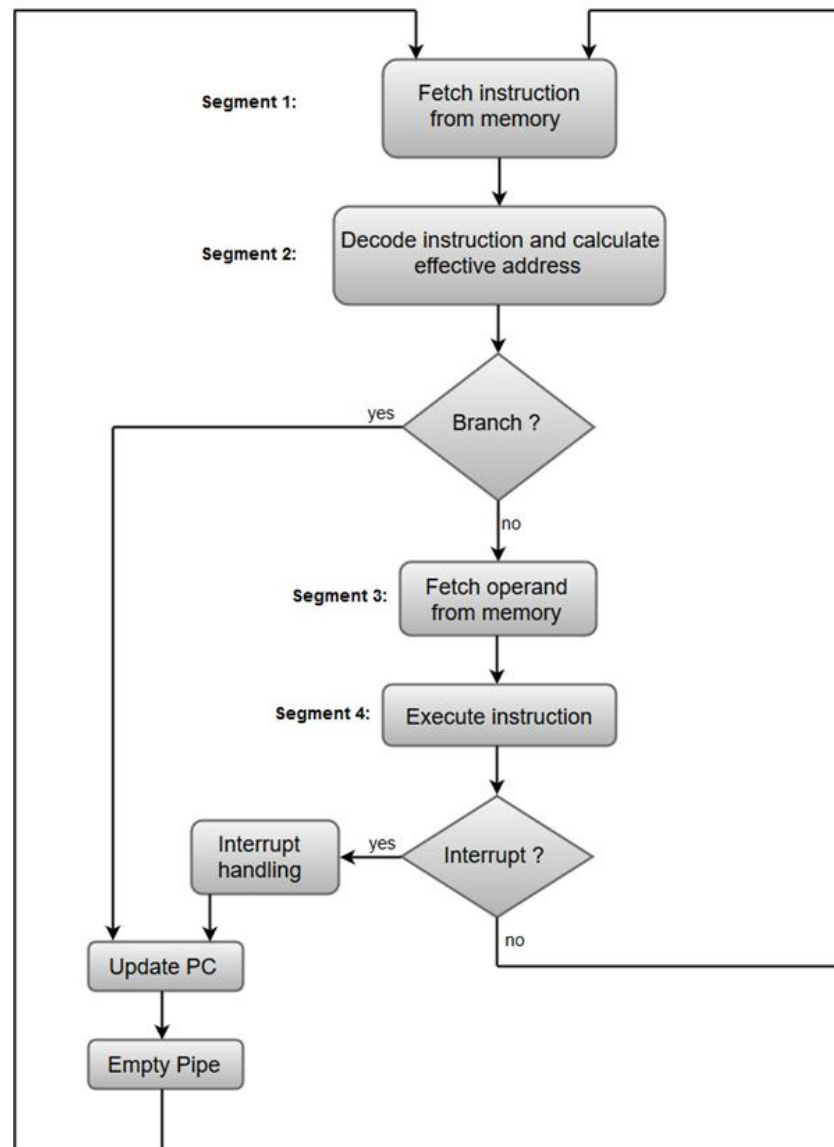 Segment 1:
Fetch instruction
from memory
Segment 2:
Decode instruction and calculate
effective address
Branch ?
yes
no
Segment 3:
Fetch operand
from memory
Segment 4:
Execute instruction
Interrupt ?
yes
no
Interrupt
handling
Update PC
Empty Pipe